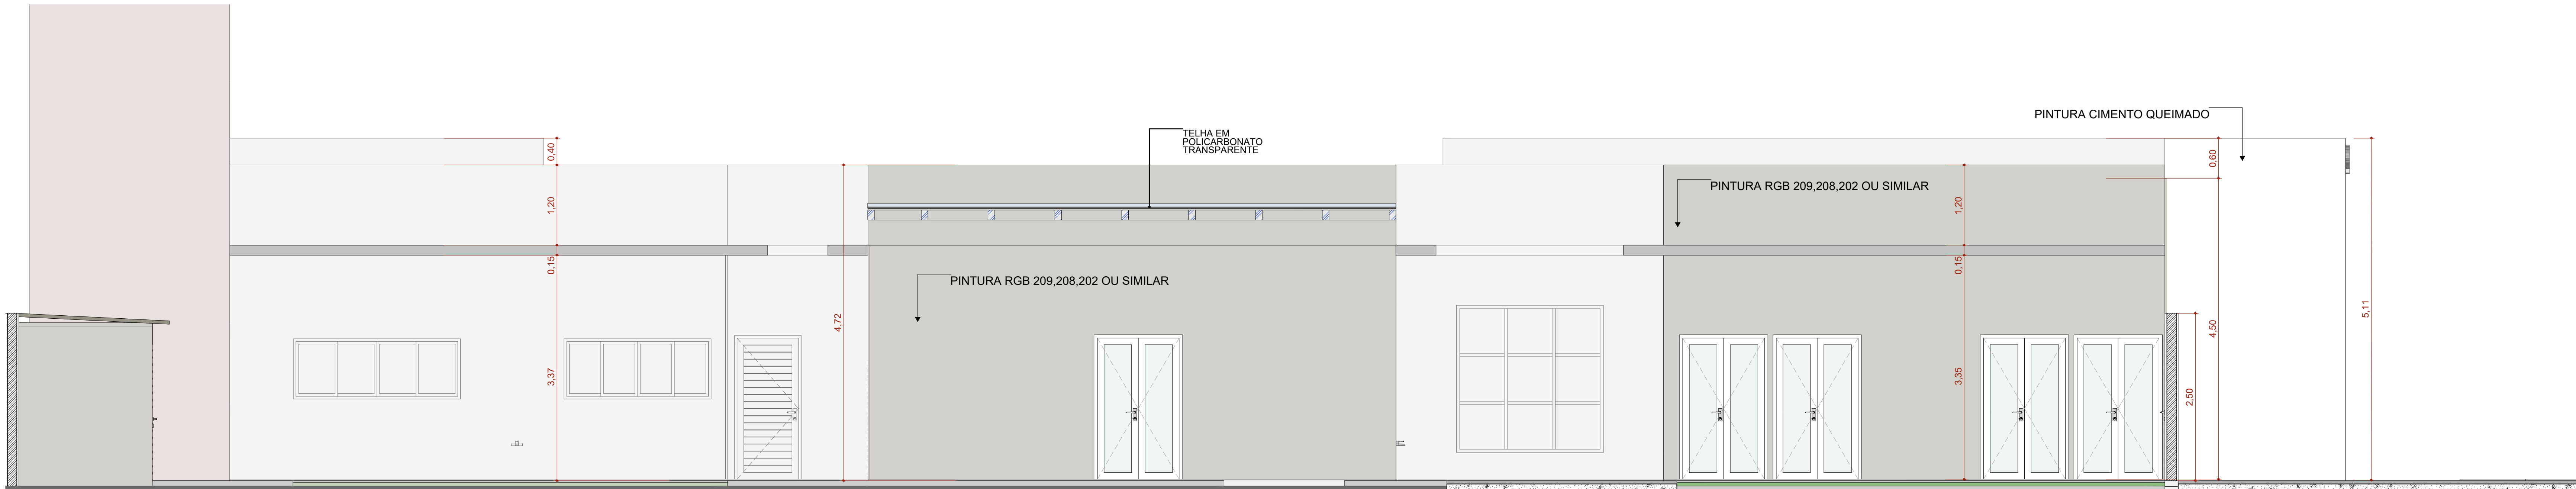 0,40
1,20
0,15
3,37
4,72
TELHA EM
POLICARBONATO
TRANSPARENTE
PINTURA RGB 209,208,202 OU SIMILAR
PINTURA RGB 209,208,202 OU SIMILAR
1,20
0,15
3,35
PINTURA CIMENTO QUEIMADO
0,60
4,50
2,50
5,11